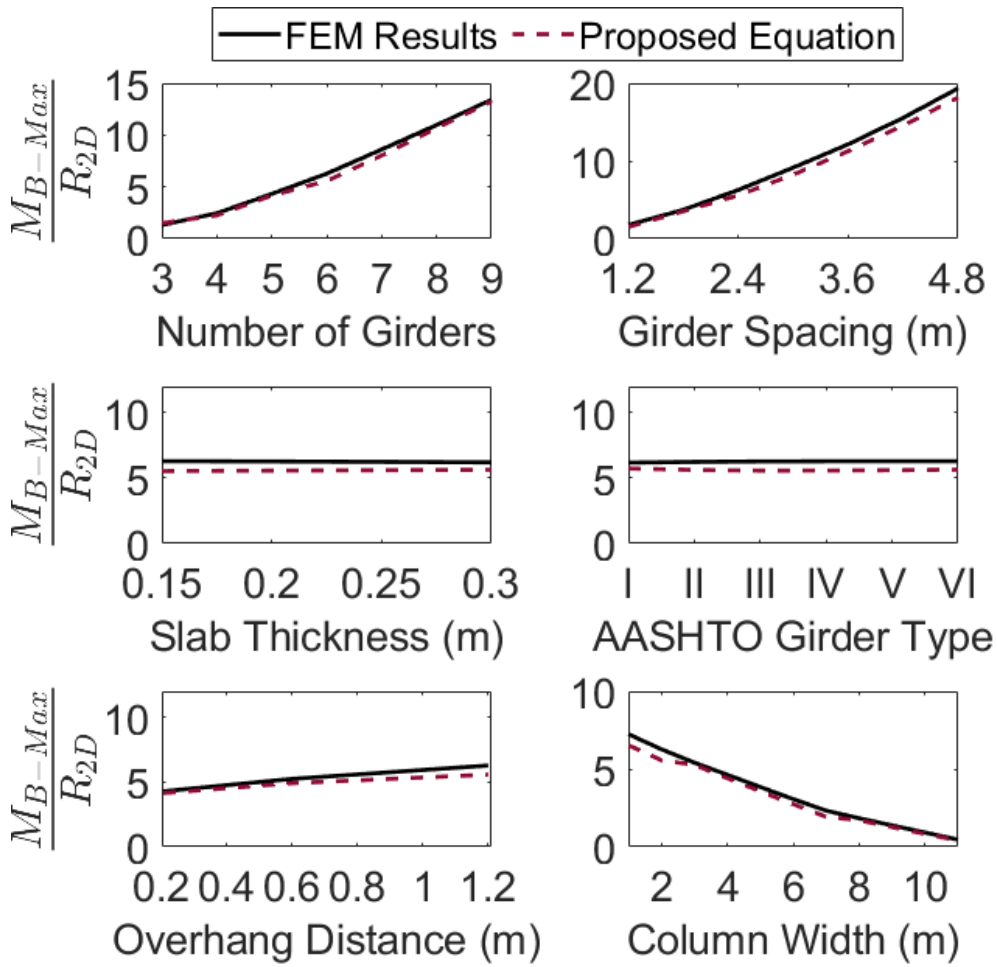 FEM Results Proposed Equation
M_{B-Max} / R_{2D}
15
10
5
0
3 4 5 6 7 8 9
Number of Girders
20
10
0
1.2 2.4 3.6 4.8
Girder Spacing (m)
M_{B-Max} / R_{2D}
10
5
0
0.15 0.2 0.25 0.3
Slab Thickness (m)
10
5
0
I II III IV V VI
AASHTO Girder Type
M_{B-Max} / R_{2D}
10
5
0
0.2 0.4 0.6 0.8 1 1.2
Overhang Distance (m)
10
5
0
2 4 6 8 10
Column Width (m)